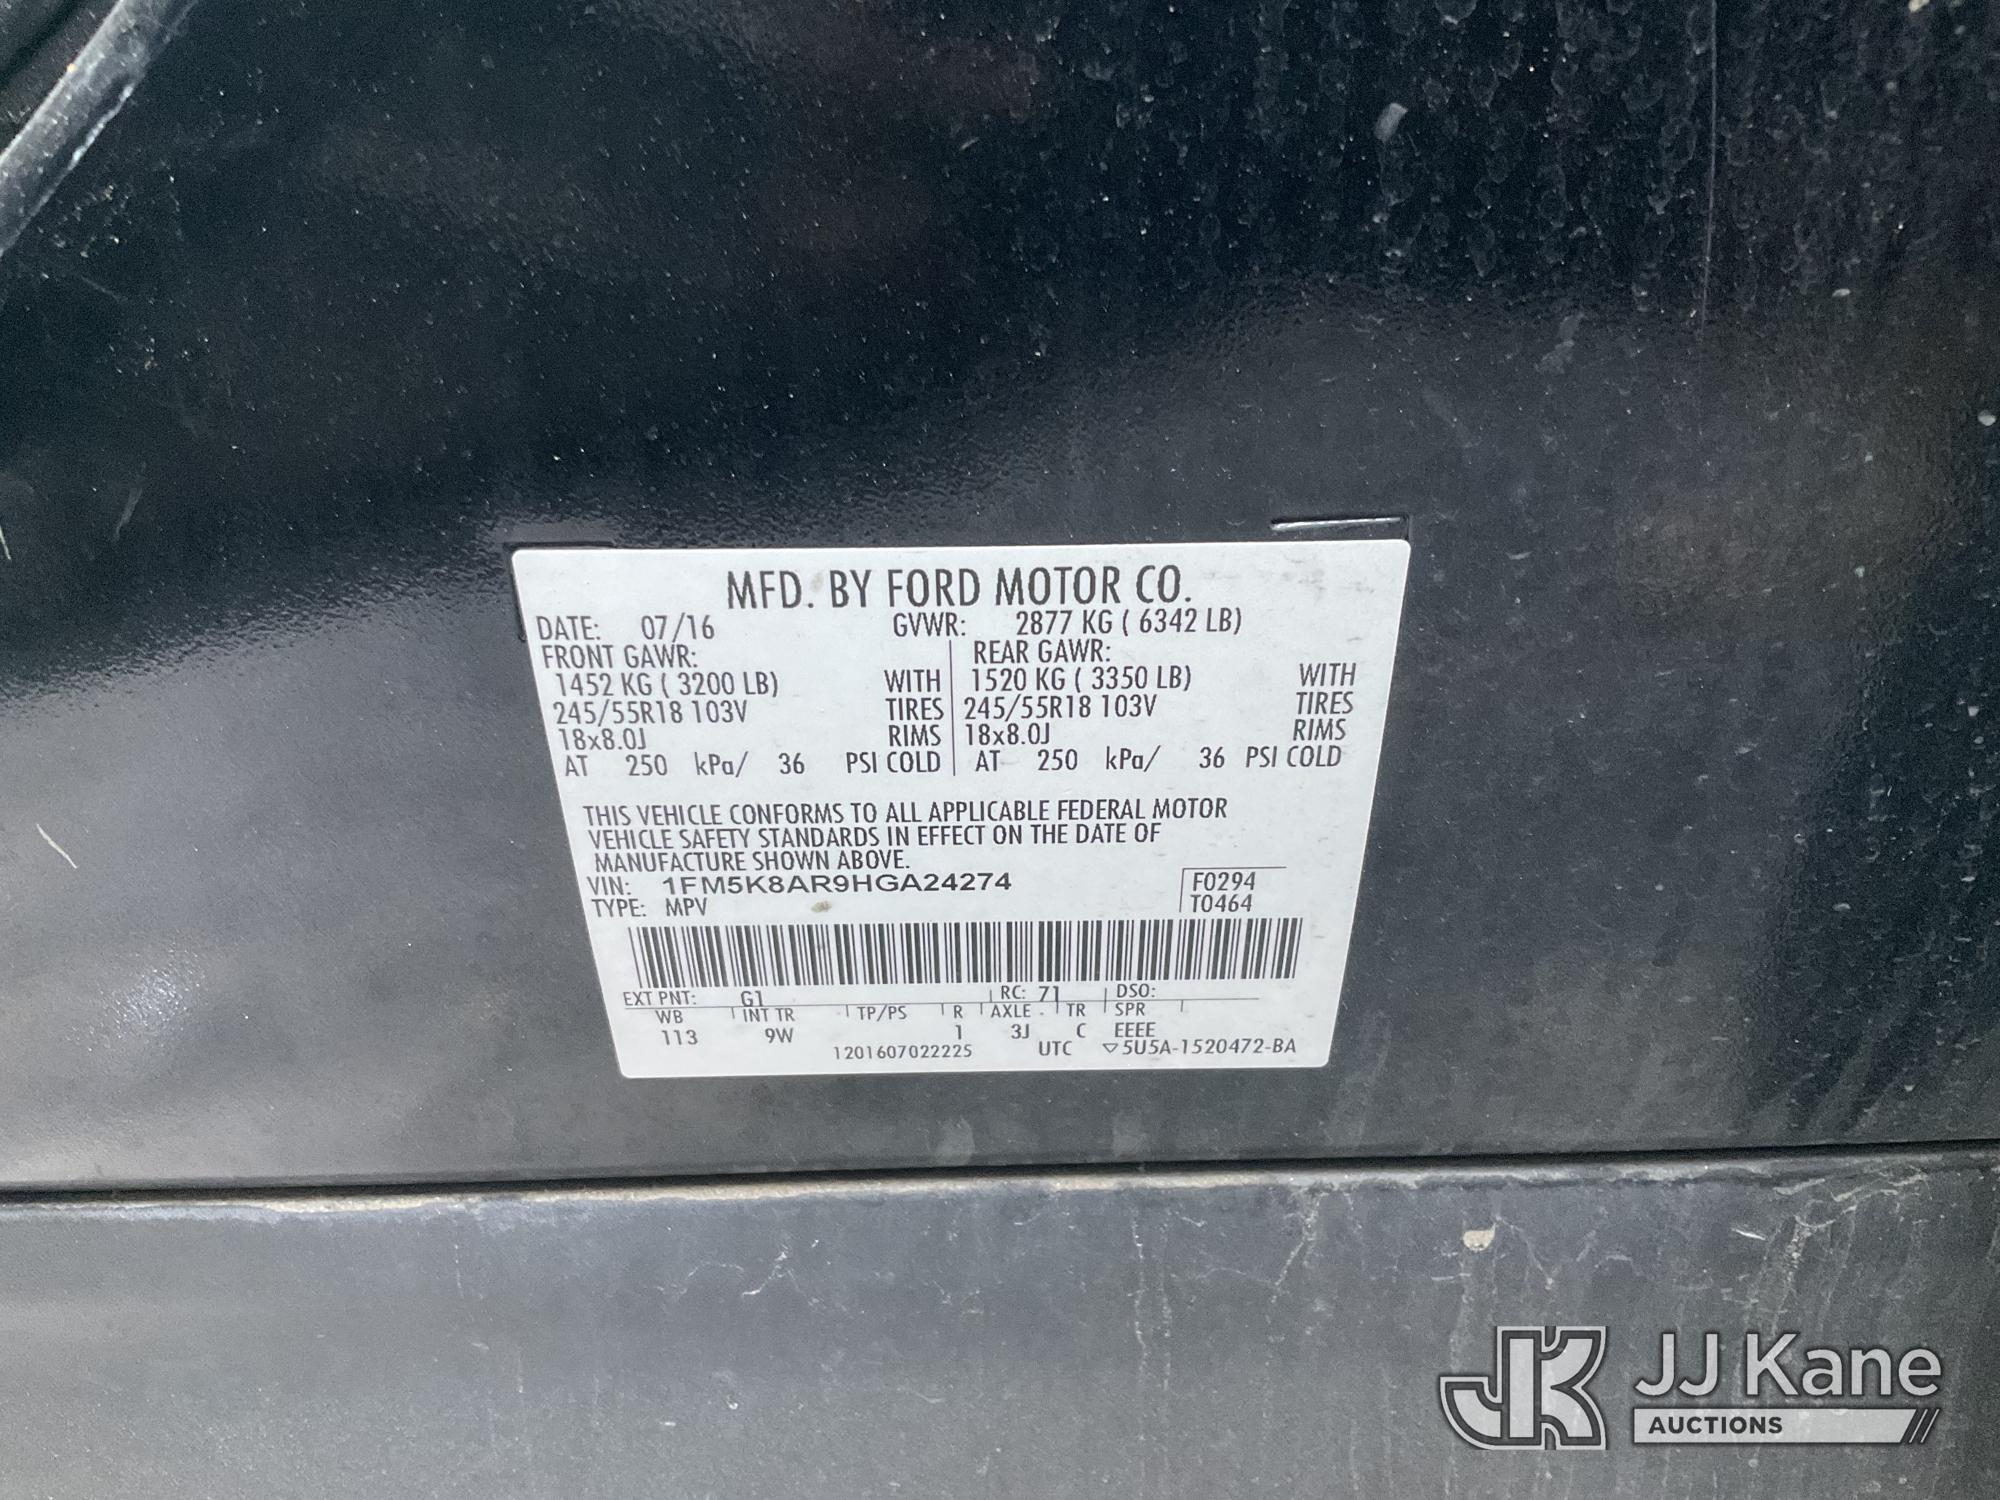 MFD. BY FORD MOTOR CO.
DATE: 07/16 GVWR: 2877 KG ( 6342 LB)
FRONT GAWR: REAR GAWR:
1452 KG ( 3200 LB) WITH 1520 KG ( 3350 LB) WITH
245/55R18 103V TIRES 245/55R18 103V TIRES
18x8.0J RIMS 18x8.0J RIMS
AT 250 kPa/ 36 PSI COLD AT 250 kPa/ 36 PSI COLD
THIS VEHICLE CONFORMS TO ALL APPLICABLE FEDERAL MOTOR
VEHICLE SAFETY STANDARDS IN EFFECT ON THE DATE OF
MANUFACTURE SHOWN ABOVE.
VIN: 1FM5K8AR9HGA24274 F0294
TYPE: MPV T0464
EXT PNT: G1 RC: 71 DSO:
WB INT TR TP/PS R AXLE TR SPR
113 9W 1 3J C EEEE
1201607022225 UTC ▽5U5A-1520472-BA
JK JJ Kane
AUCTIONS